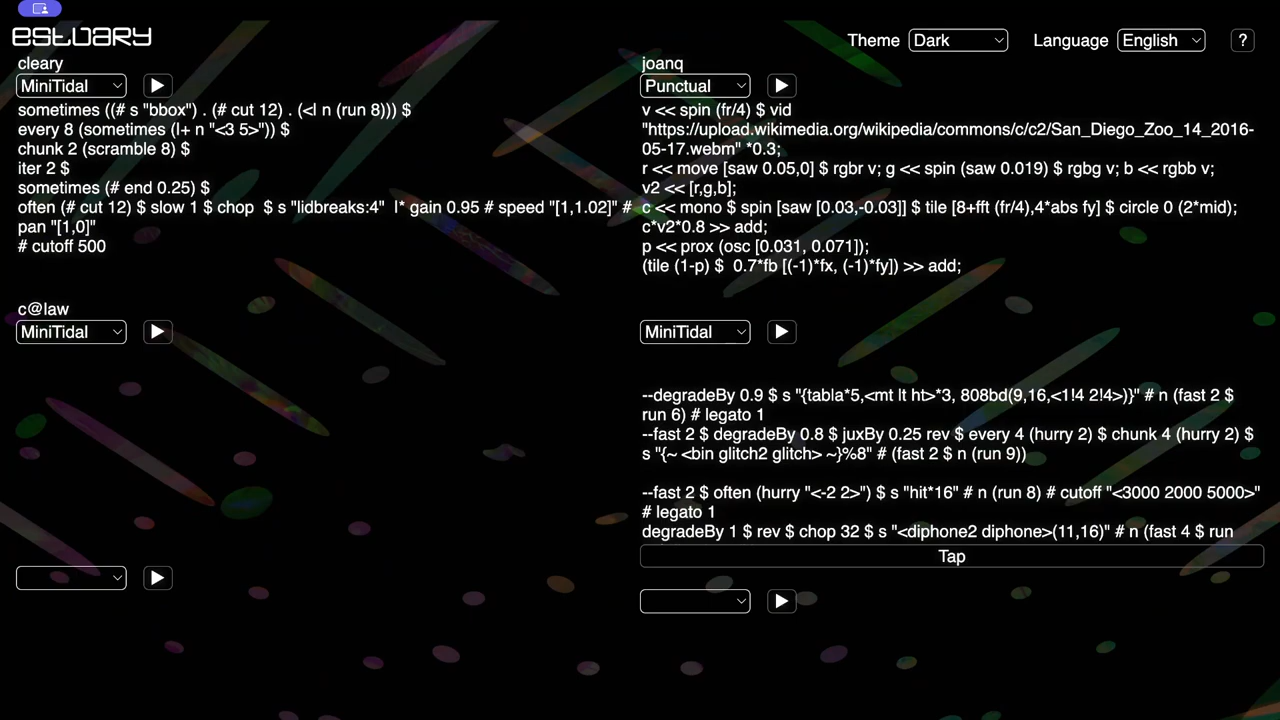 estuary
Theme Dark Language English ?
cleary
MiniTidal
sometimes ((# s "bbox") . (# cut 12) . (<| n (run 8))) $
every 8 (sometimes (|+ n "<3 5>")) $
chunk 2 (scramble 8) $
iter 2 $
sometimes (# end 0.25) $
often (# cut 12) $ slow 1 $ chop  $ s "lidbreaks:4"  |* gain 0.95 # speed "[1,1.02]" #
pan "[1,0]"
# cutoff 500
joanq
Punctual
v << spin (fr/4) $ vid
"https://upload.wikimedia.org/wikipedia/commons/c/c2/San_Diego_Zoo_14_2016-
05-17.webm" *0.3;
r << move [saw 0.05,0] $ rgbr v; g << spin (saw 0.019) $ rgbg v; b << rgbb v;
v2 << [r,g,b];
c << mono $ spin [saw [0.03,-0.03]] $ tile [8+fft (fr/4),4*abs fy] $ circle 0 (2*mid);
c*v2*0.8 >> add;
p << prox (osc [0.031, 0.071]);
(tile (1-p) $  0.7*fb [(-1)*fx, (-1)*fy]) >> add;
c@law
MiniTidal
MiniTidal
--degradeBy 0.9 $ s "{tabla*5,<mt lt ht>*3, 808bd(9,16,<1!4 2!4>)}" # n (fast 2 $
run 6) # legato 1
--fast 2 $ degradeBy 0.8 $ juxBy 0.25 rev $ every 4 (hurry 2) $ chunk 4 (hurry 2) $
s "{~ <bin glitch2 glitch> ~}%8" # (fast 2 $ n (run 9))
--fast 2 $ often (hurry "<-2 2>") $ s "hit*16" # n (run 8) # cutoff "<3000 2000 5000>"
# legato 1
degradeBy 1 $ rev $ chop 32 $ s "<diphone2 diphone>(11,16)" # n (fast 4 $ run
Tap